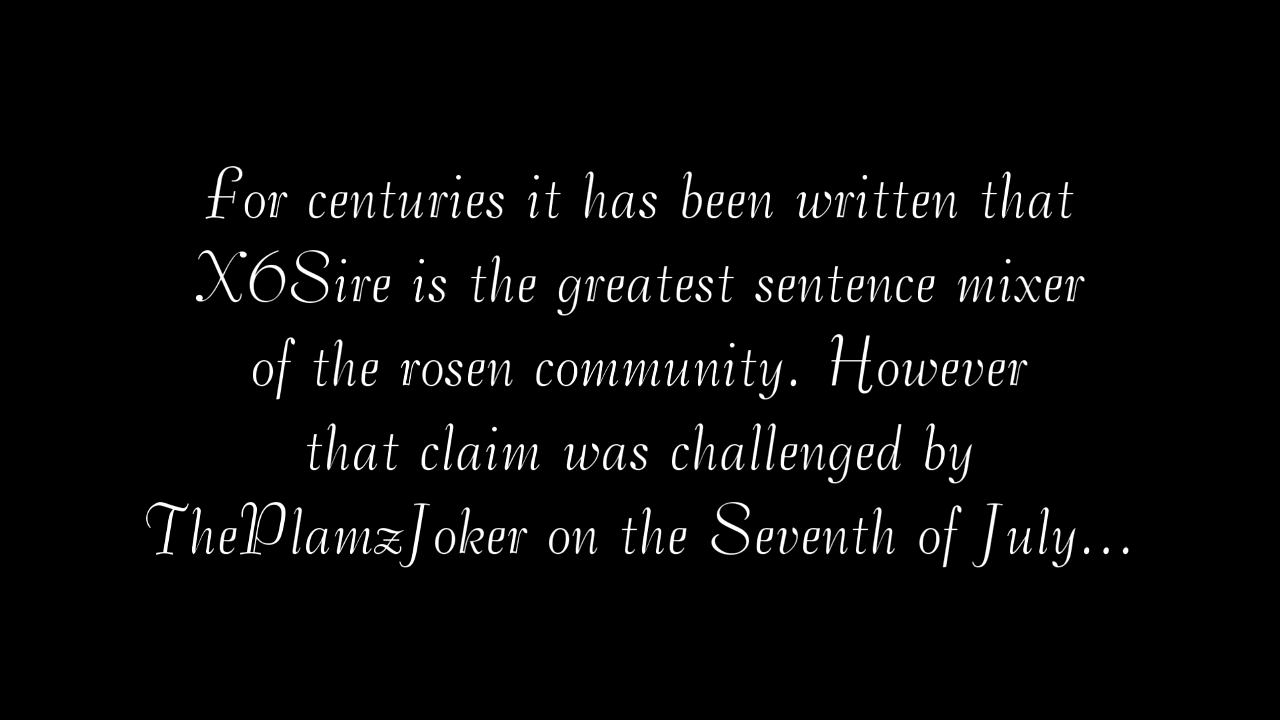 For centuries it has been written that
X6Sire is the greatest sentence mixer
of the rosen community. However
that claim was challenged by
ThePlamzJoker on the Seventh of July...